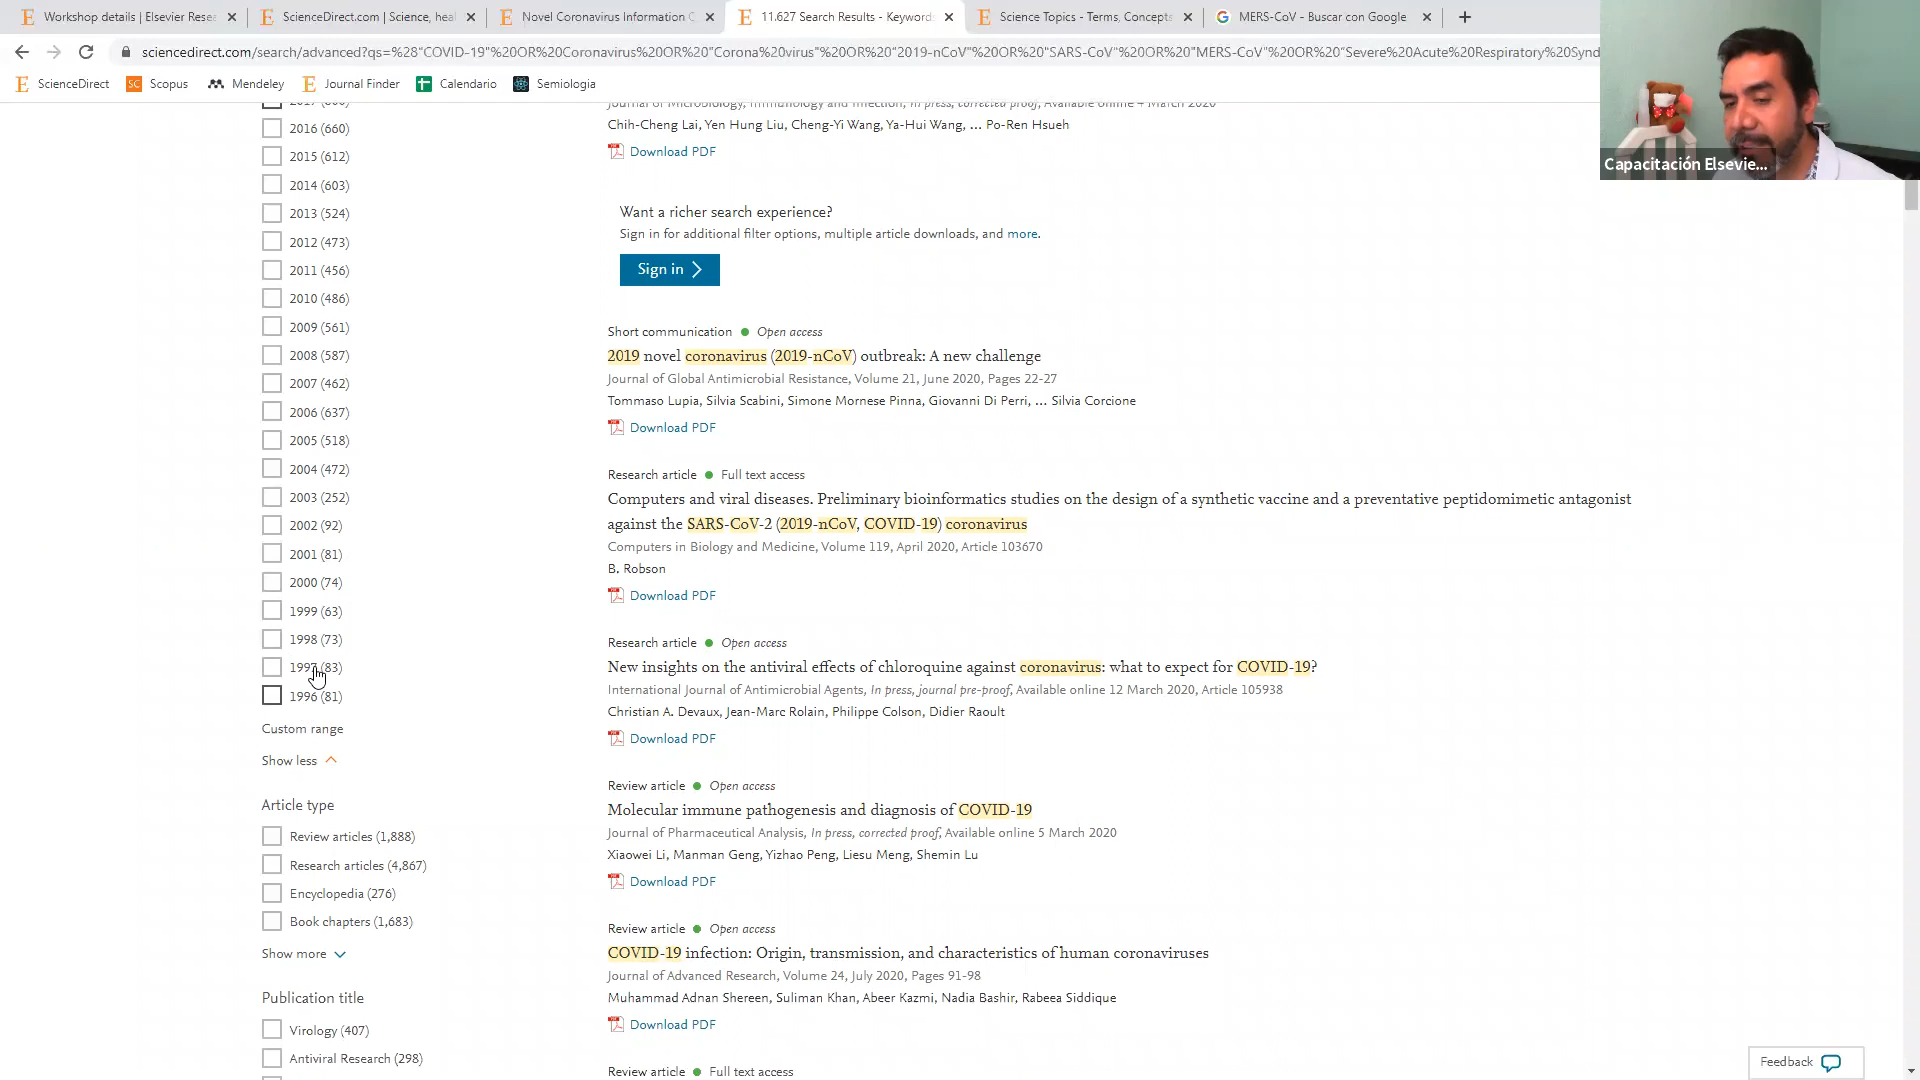 Workshop details | Elsevier Rese
ScienceDirect.com | Science, heal
Novel Coronavirus Information C
11.627 Search Results - Keywords
Science Topics - Terms, Concepts
MERS-CoV - Buscar con Google
sciencedirect.com/search/advanced?qs=%28"COVID-19"%20OR%20Coronavirus%20OR%20"Corona%20virus"%20OR%20"2019-nCoV"%20OR%20"SARS-CoV"%20OR%20"MERS-CoV"%20OR%20"Severe%20Acute%20Respiratory%20Synd
ScienceDirect
Scopus
Mendeley
Journal Finder
Calendario
Semiologia
Capacitación Elsevie...
2016 (660)
2015 (612)
2014 (603)
2013 (524)
2012 (473)
2011 (456)
2010 (486)
2009 (561)
2008 (587)
2007 (462)
2006 (637)
2005 (518)
2004 (472)
2003 (252)
2002 (92)
2001 (81)
2000 (74)
1999 (63)
1998 (73)
1997 (83)
1996 (81)
Custom range
Show less
Article type
Review articles (1,888)
Research articles (4,867)
Encyclopedia (276)
Book chapters (1,683)
Show more
Publication title
Virology (407)
Antiviral Research (298)
Journal of Microbiology, Immunology and Infection, In press, corrected proof, Available online 4 March 2020
Chih-Cheng Lai, Yen Hung Liu, Cheng-Yi Wang, Ya-Hui Wang, ... Po-Ren Hsueh
Download PDF
Want a richer search experience?
Sign in for additional filter options, multiple article downloads, and more.
Sign in
Short communication Open access
2019 novel coronavirus (2019-nCoV) outbreak: A new challenge
Journal of Global Antimicrobial Resistance, Volume 21, June 2020, Pages 22-27
Tommaso Lupia, Silvia Scabini, Simone Mornese Pinna, Giovanni Di Perri, ... Silvia Corcione
Download PDF
Research article Full text access
Computers and viral diseases. Preliminary bioinformatics studies on the design of a synthetic vaccine and a preventative peptidomimetic antagonist
against the SARS-CoV-2 (2019-nCoV, COVID-19) coronavirus
Computers in Biology and Medicine, Volume 119, April 2020, Article 103670
B. Robson
Download PDF
Research article Open access
New insights on the antiviral effects of chloroquine against coronavirus: what to expect for COVID-19?
International Journal of Antimicrobial Agents, In press, journal pre-proof, Available online 12 March 2020, Article 105938
Christian A. Devaux, Jean-Marc Rolain, Philippe Colson, Didier Raoult
Download PDF
Review article Open access
Molecular immune pathogenesis and diagnosis of COVID-19
Journal of Pharmaceutical Analysis, In press, corrected proof, Available online 5 March 2020
Xiaowei Li, Manman Geng, Yizhao Peng, Liesu Meng, Shemin Lu
Download PDF
Review article Open access
COVID-19 infection: Origin, transmission, and characteristics of human coronaviruses
Journal of Advanced Research, Volume 24, July 2020, Pages 91-98
Muhammad Adnan Shereen, Suliman Khan, Abeer Kazmi, Nadia Bashir, Rabeea Siddique
Download PDF
Review article Full text access
Feedback